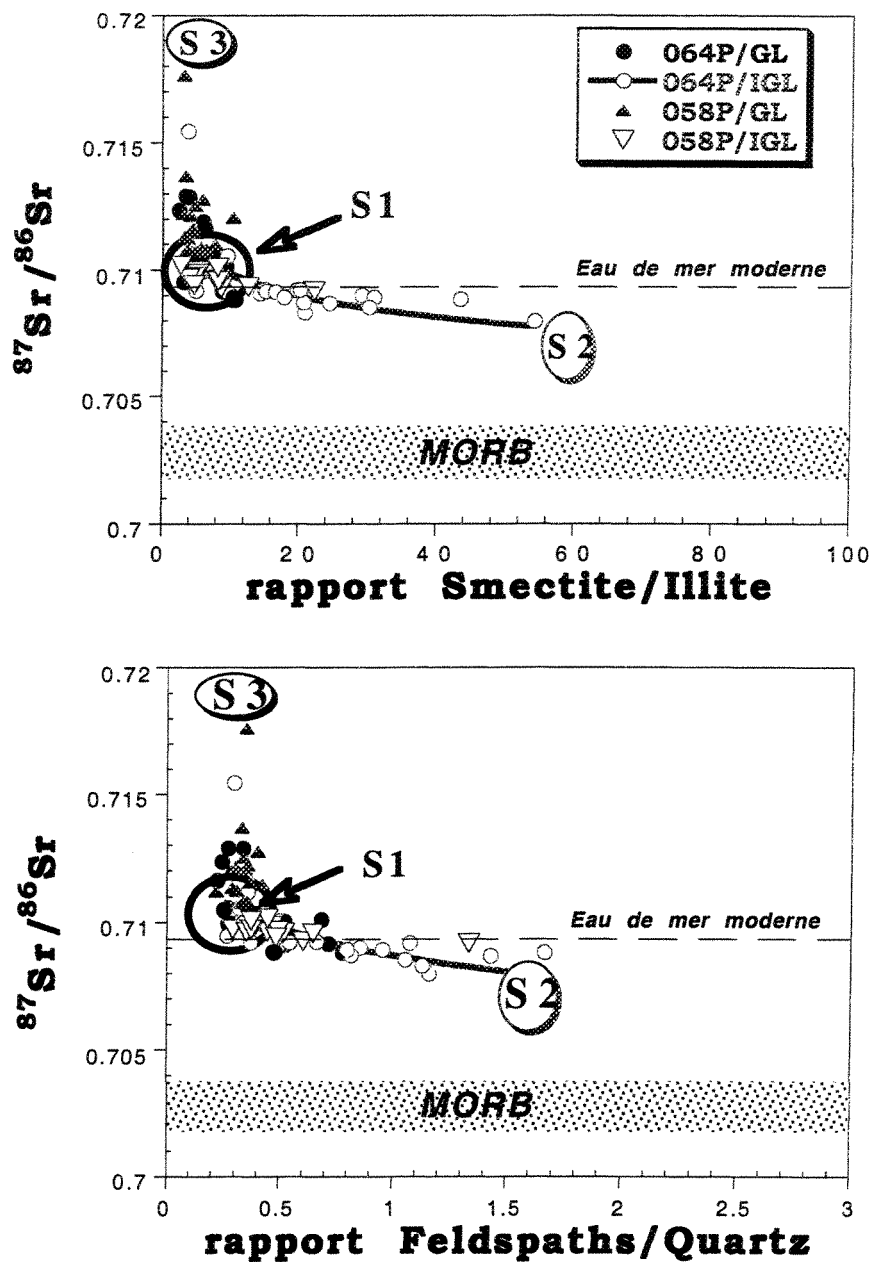 0.72
0.715
0.71
0.705
0.7
87Sr/86Sr
S 3
064P/GL
064P/IGL
058P/GL
058P/IGL
S 1
Eau de mer moderne
S 2
MORB
0 20 40 60 80 100
rapport Smectite/Illite
0.72
0.715
0.71
0.705
0.7
87Sr/86Sr
S 3
S1
Eau de mer moderne
S 2
MORB
0 0.5 1 1.5 2 2.5 3
rapport Feldspaths/Quartz